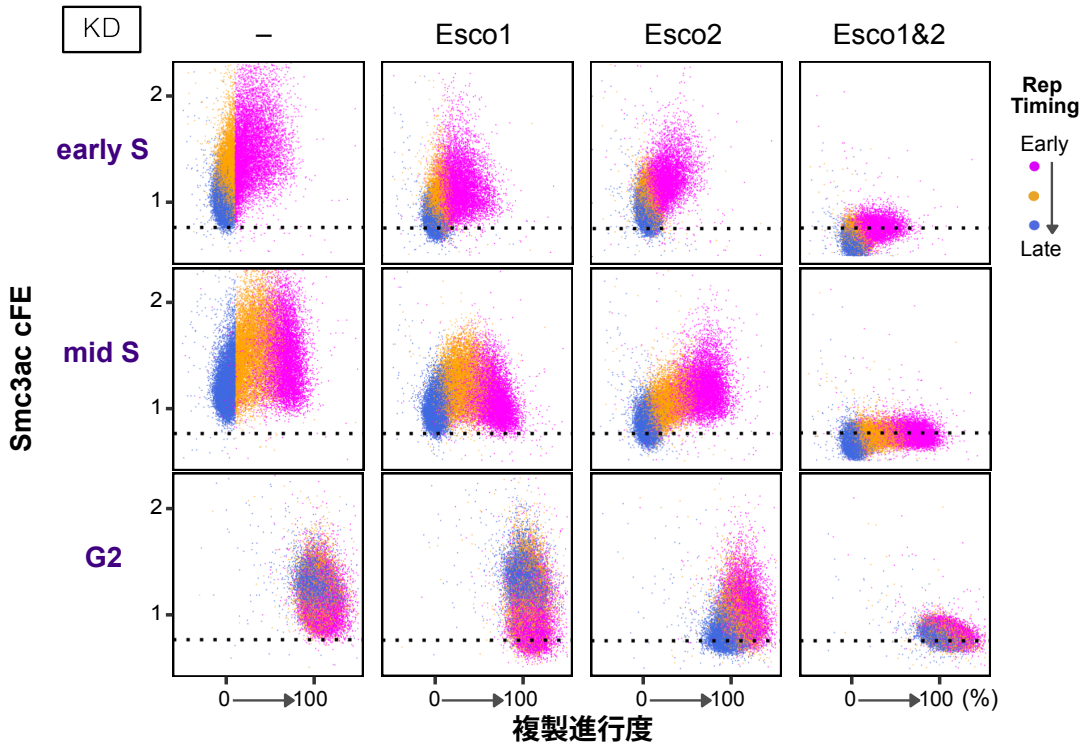 KD
–
Esco1
Esco2
Esco1&2
Rep
Timing
Early
Late
Smc3ac cFE
early S
2
1
mid S
2
1
G2
2
1
0 100
0 100
0 100
0 100 (%)
複製進行度